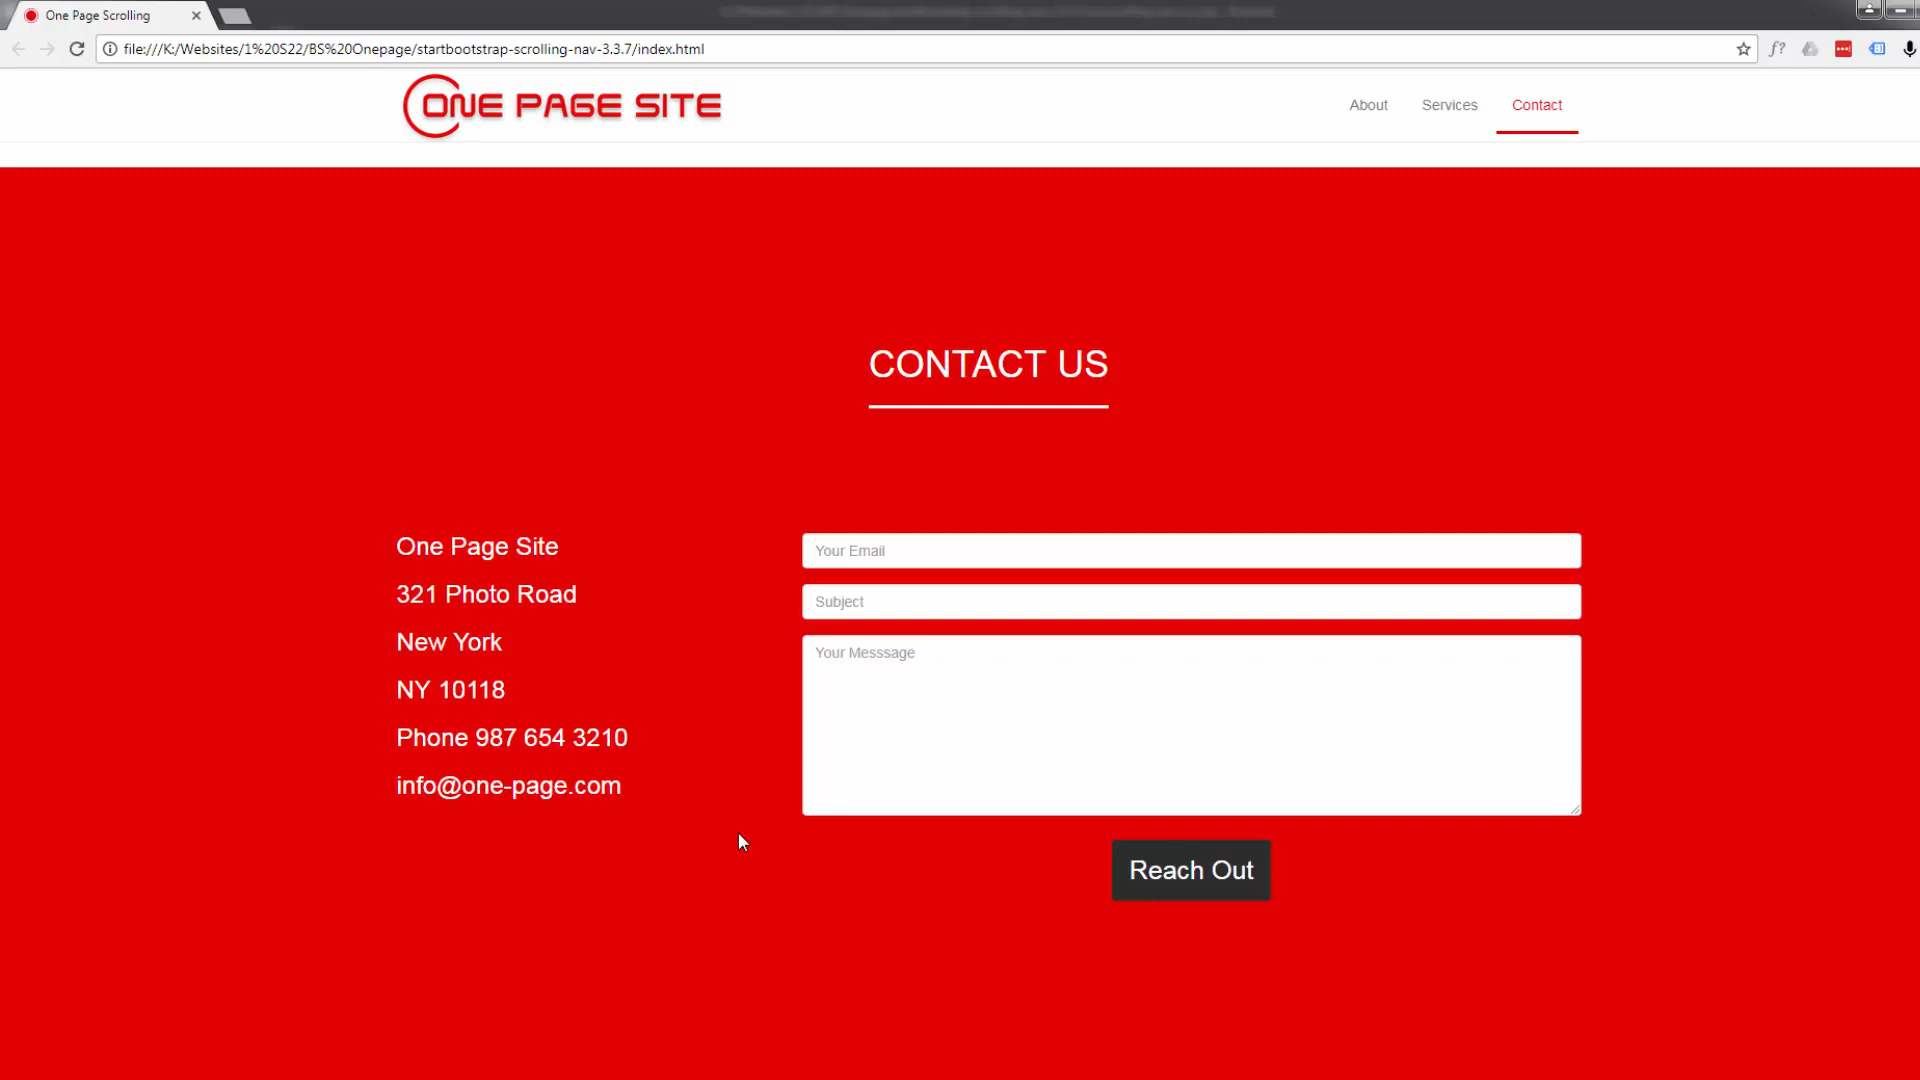 One Page Scrolling
file:///K:/Websites/1%20S22/BS%20Onepage/startbootstrap-scrolling-nav-3.3.7/index.html
f?
ONE PAGE SITE
About
Services
Contact
CONTACT US
One Page Site
321 Photo Road
New York
NY 10118
Phone 987 654 3210
info@one-page.com
Your Email
Subject
Your Messsage
Reach Out